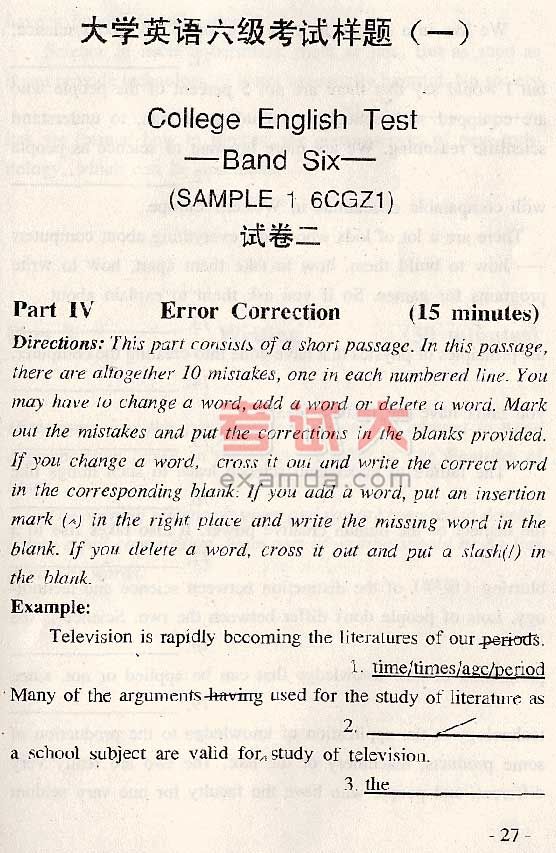 大学英语六级考试样题（一）
College English Test
—Band Six—
(SAMPLE 1 6CGZ1)
试卷二
Part IV Error Correction (15 minutes)
Directions: This part consists of a short passage. In this passage,
there are altogether 10 mistakes, one in each numbered line. You
may have to change a word, add a word or delete a word. Mark
out the mistakes and put the corrections in the blanks provided.
If you change a word, cross it out and write the correct word
in the corresponding blank. If you add a word, put an insertion
mark (∧) in the right place and write the missing word in the
blank. If you delete a word, cross it out and put a slash(/) in
the blank.
Example:
Television is rapidly becoming the literatures of our periods.
1. time/times/age/period
Many of the arguments having used for the study of literature as
2. /
a school subject are valid for∧ study of television.
3. the
考试大
examda.com
- 27 -